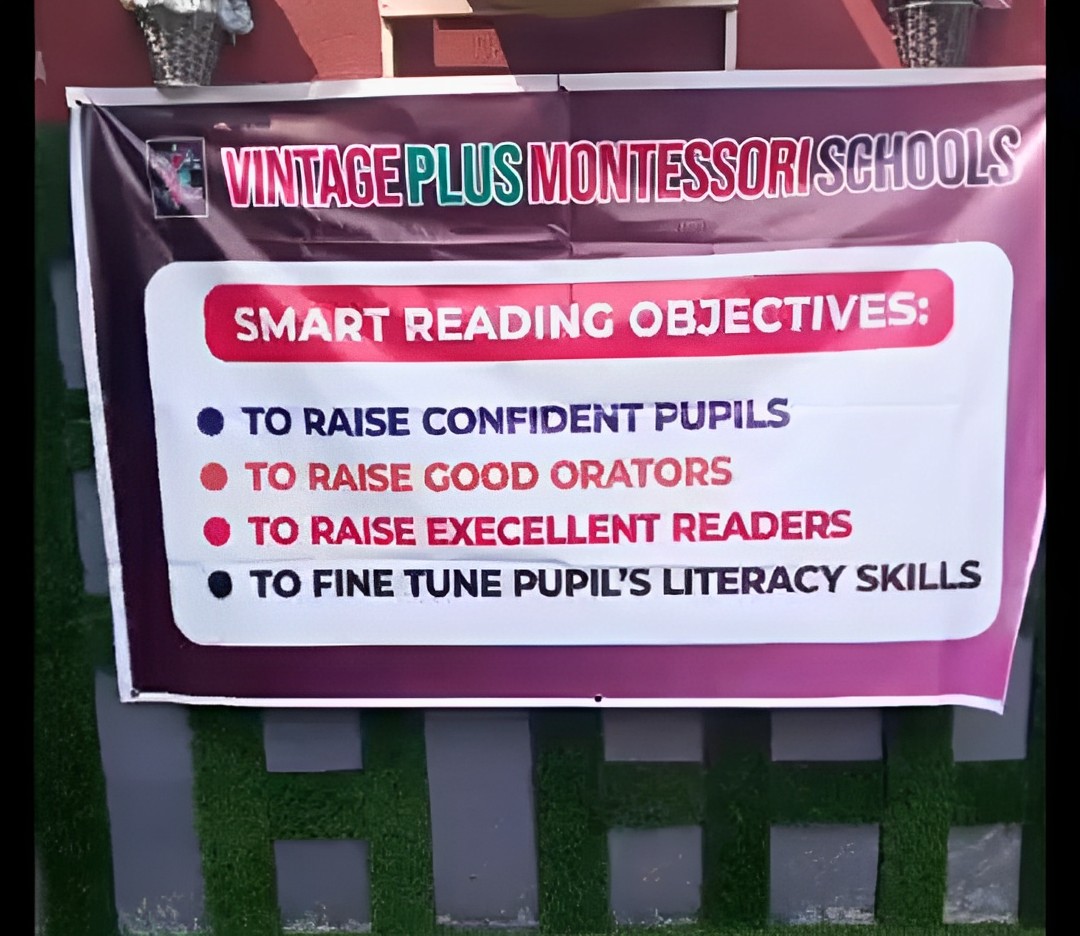 VINTAGE PLUS MONTESSORI SCHOOLS
SMART READING OBJECTIVES:
TO RAISE CONFIDENT PUPILS
TO RAISE GOOD ORATORS
TO RAISE EXECELLENT READERS
TO FINE TUNE PUPIL'S LITERACY SKILLS